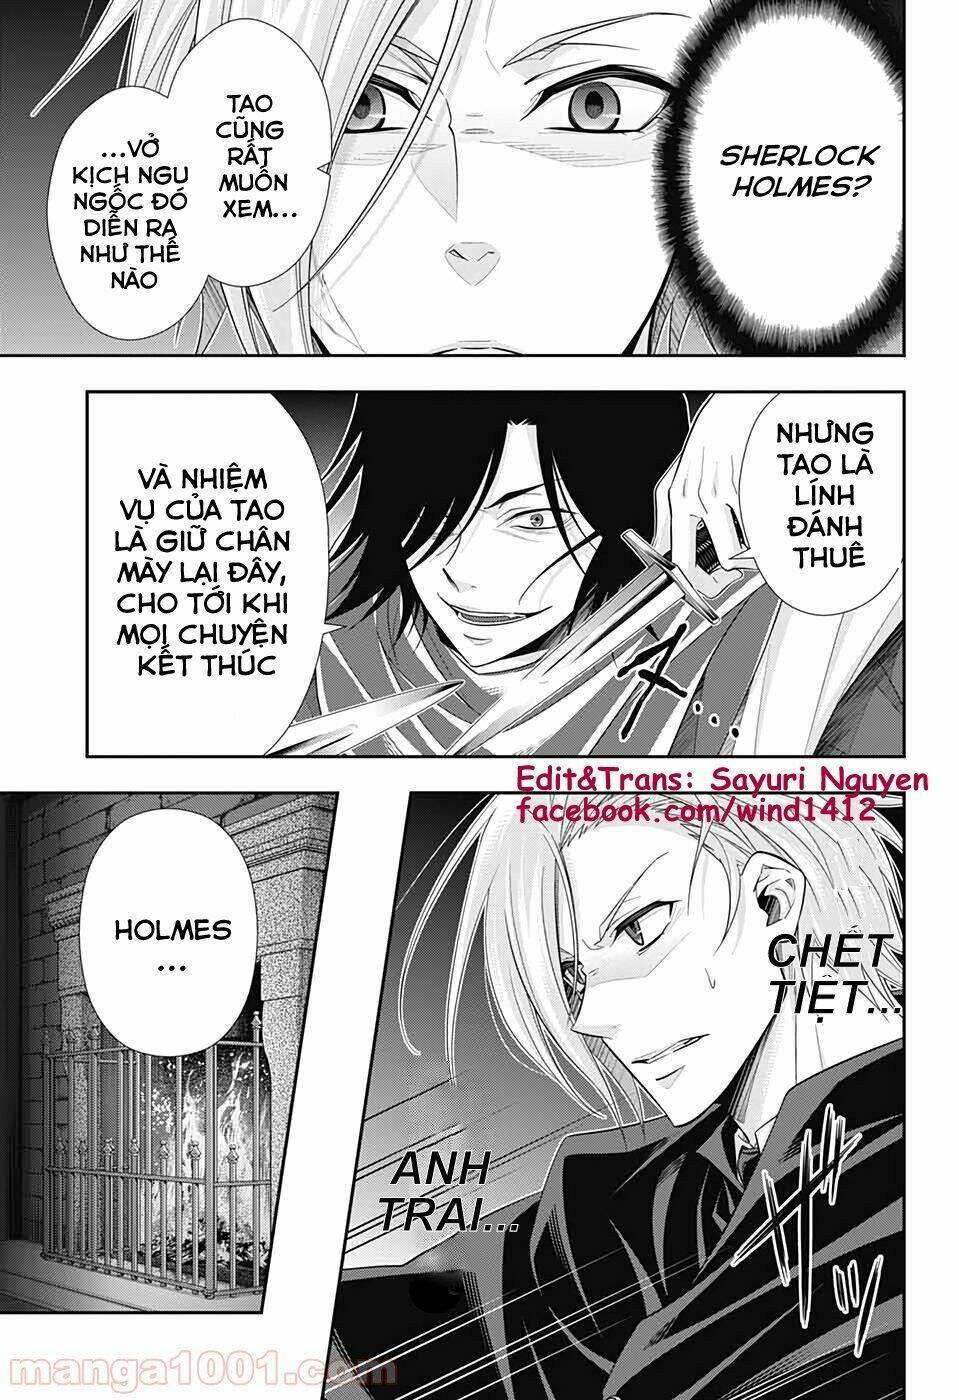 SHERLOCK
HOLMES?
TAO
CŨNG
RẤT
MUỐN
XEM...
...VỞ
KỊCH NGU
NGỐC ĐÓ
DIỄN RA
NHƯ THẾ
NÀO
NHƯNG
TAO LÀ
LÍNH
ĐÁNH
THUÊ
VÀ NHIỆM
VỤ CỦA TAO
LÀ GIỮ CHÂN
MÀY LẠI ĐÂY,
CHO TỚI KHI
MỌI CHUYỆN
KẾT THÚC
Edit&Trans: Sayuri Nguyen
facebook.com/wind1412
CHẾT
TIỆT...
ANH
TRAI...
HOLMES
...
manga1001.com